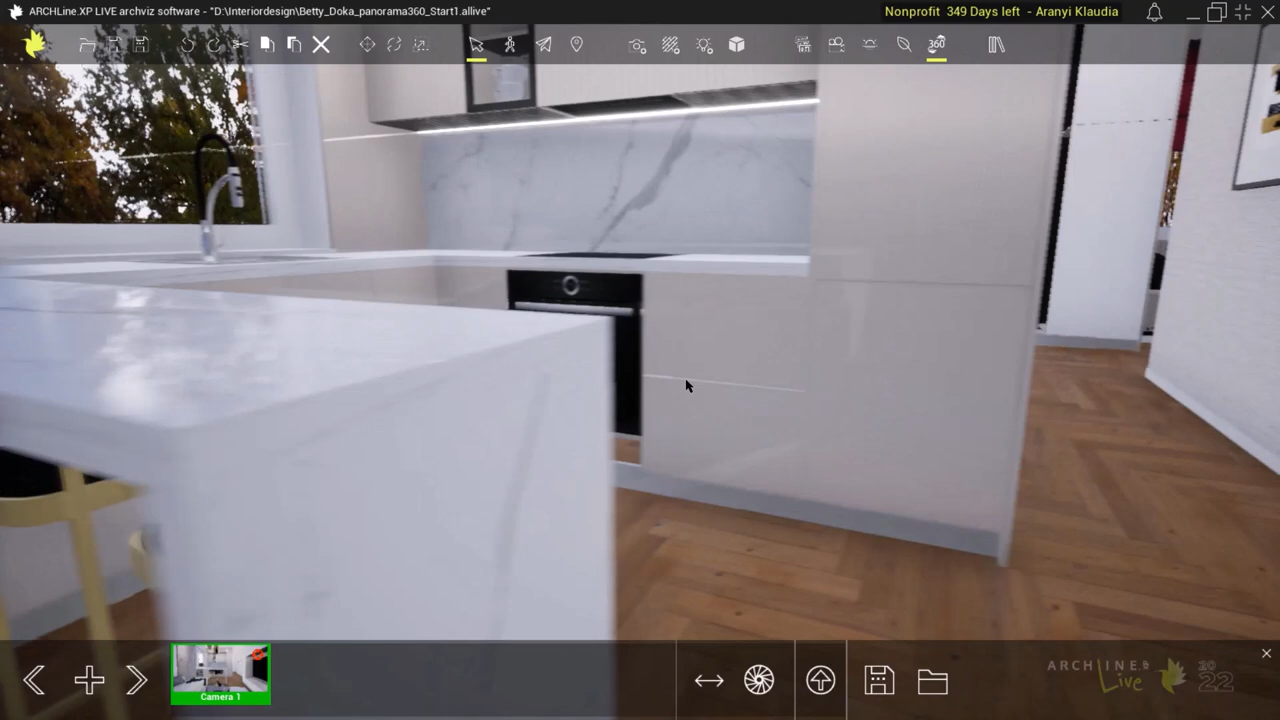 ARCHLine.XP LIVE archviz software - "D:\Interiordesign\Betty_Doka_panorama360_Start1.allive"
Nonprofit 349 Days left - Aranyi Klaudia
360
Camera 1
ARCHLINE.XP
Live
2022